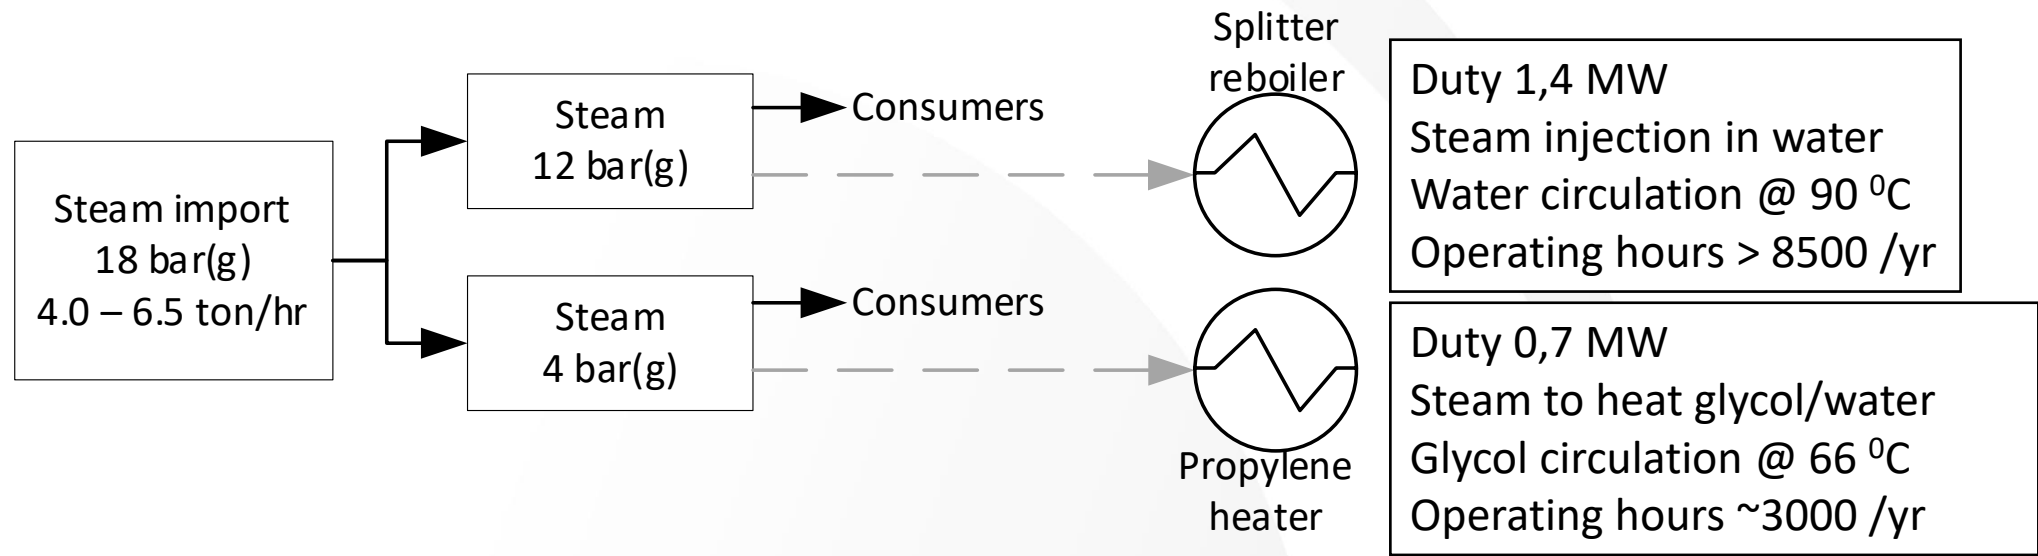 Steam import
18 bar(g)
4.0 – 6.5 ton/hr
Steam
12 bar(g)
Consumers
Splitter
reboiler
Duty 1,4 MW
Steam injection in water
Water circulation @ 90 ⁰C
Operating hours > 8500 /yr
Steam
4 bar(g)
Consumers
Propylene
heater
Duty 0,7 MW
Steam to heat glycol/water
Glycol circulation @ 66 ⁰C
Operating hours ~3000 /yr